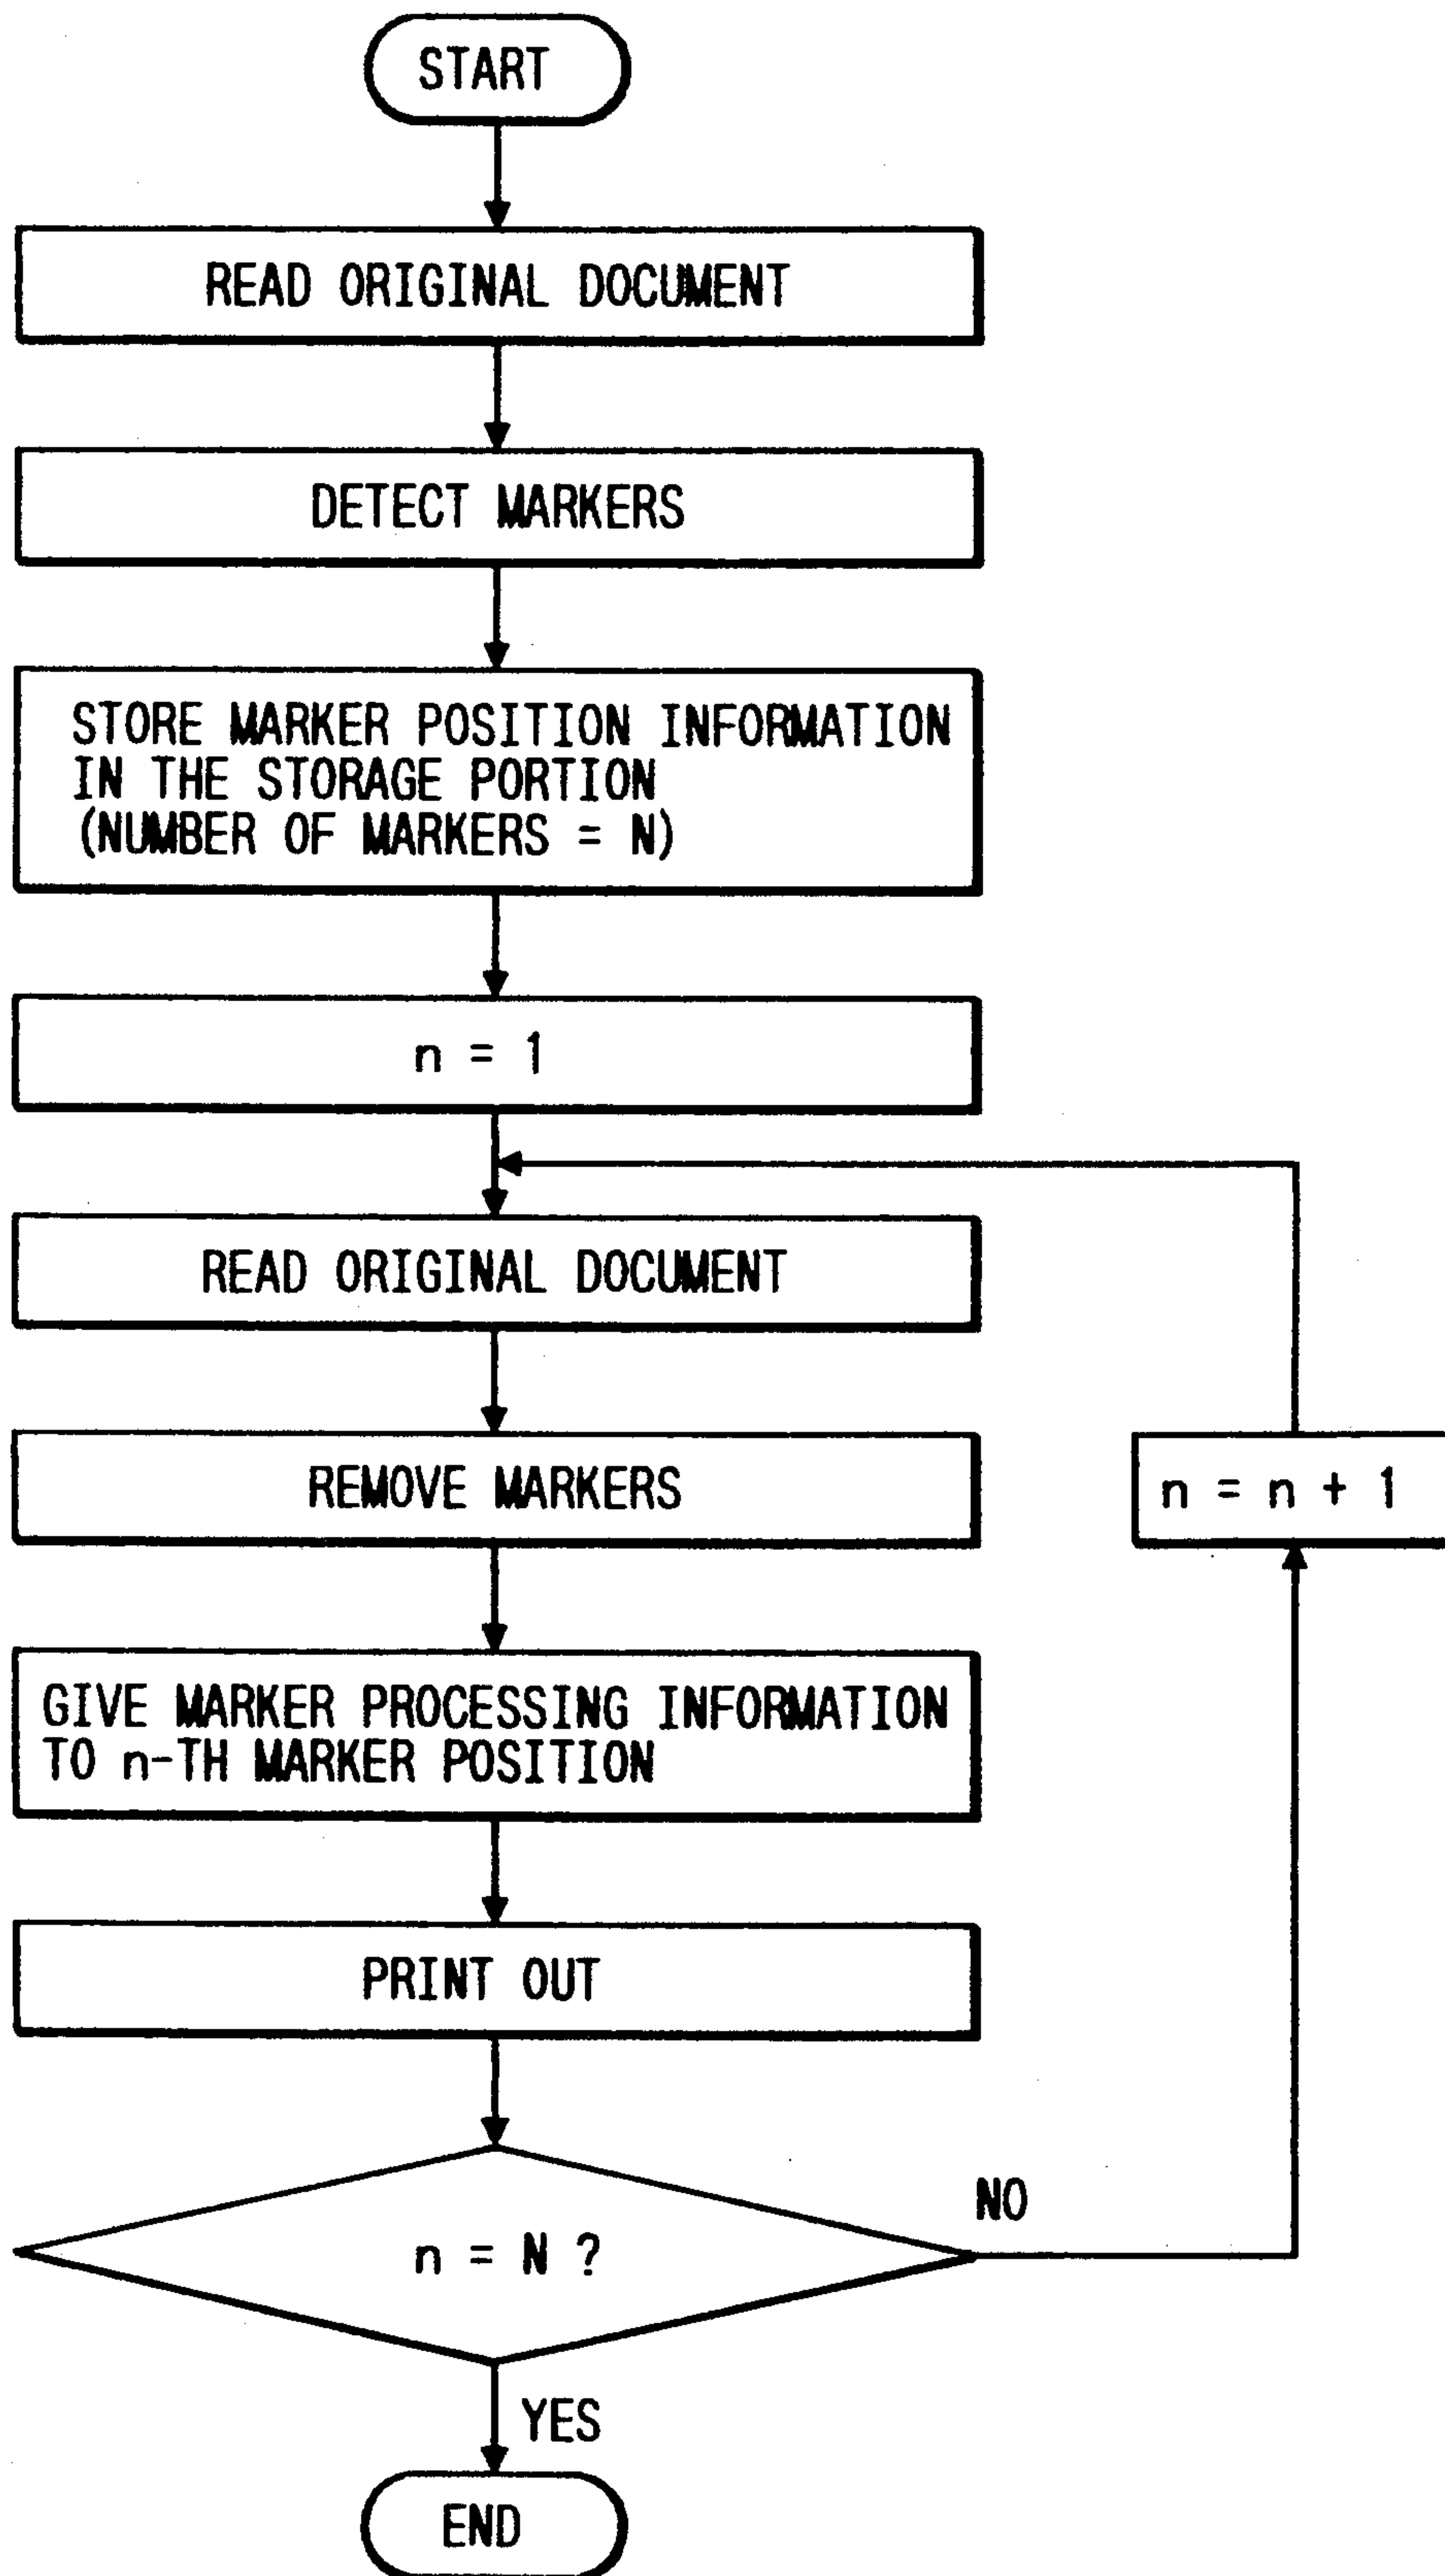 START
READ ORIGINAL DOCUMENT
DETECT MARKERS
STORE MARKER POSITION INFORMATION
IN THE STORAGE PORTION
(NUMBER OF MARKERS = N)
n = 1
READ ORIGINAL DOCUMENT
REMOVE MARKERS
n = n + 1
GIVE MARKER PROCESSING INFORMATION
TO n-TH MARKER POSITION
PRINT OUT
n = N ?
NO
YES
END